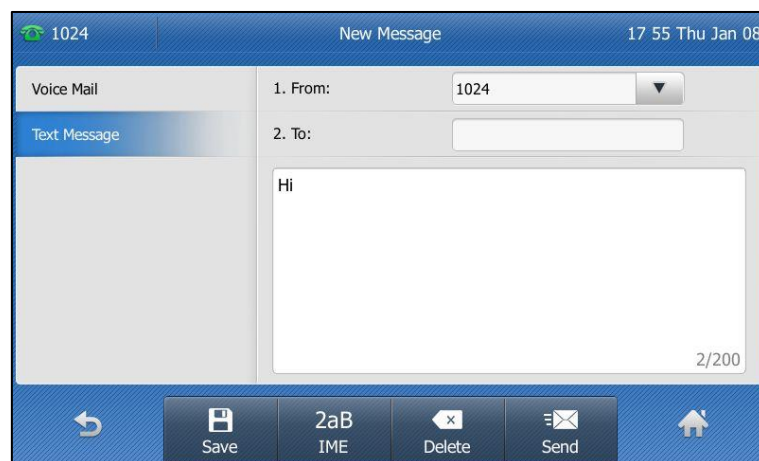 1024 New Message 17 55 Thu Jan 08
Voice Mail
1. From: 1024
Text Message
2. To:
Hi
2/200
2aB
Save IME Delete Send